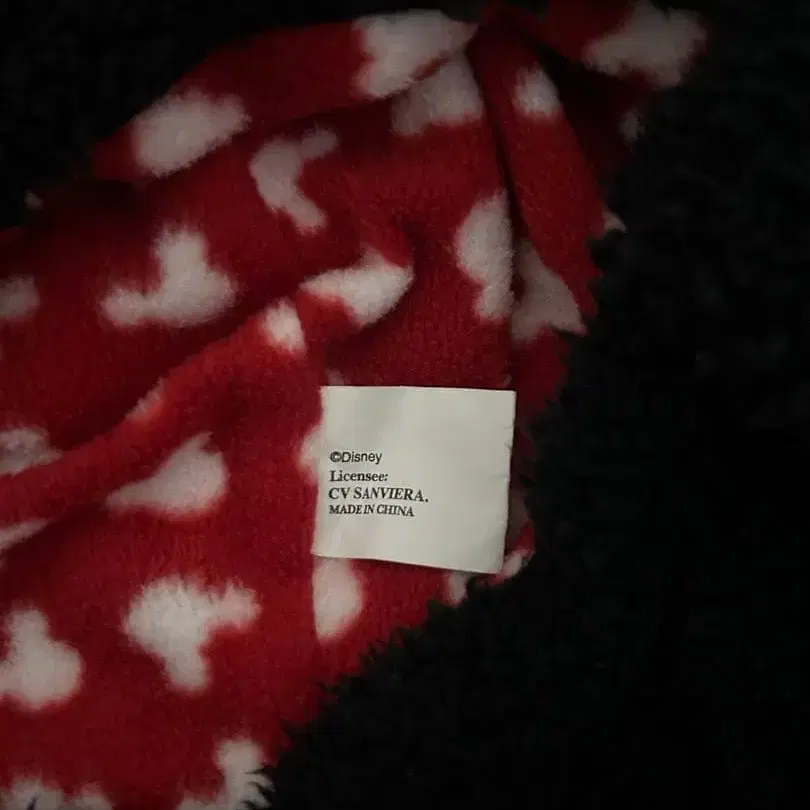 ©Disney
Licensee:
CV SANVIERA.
MADE IN CHINA